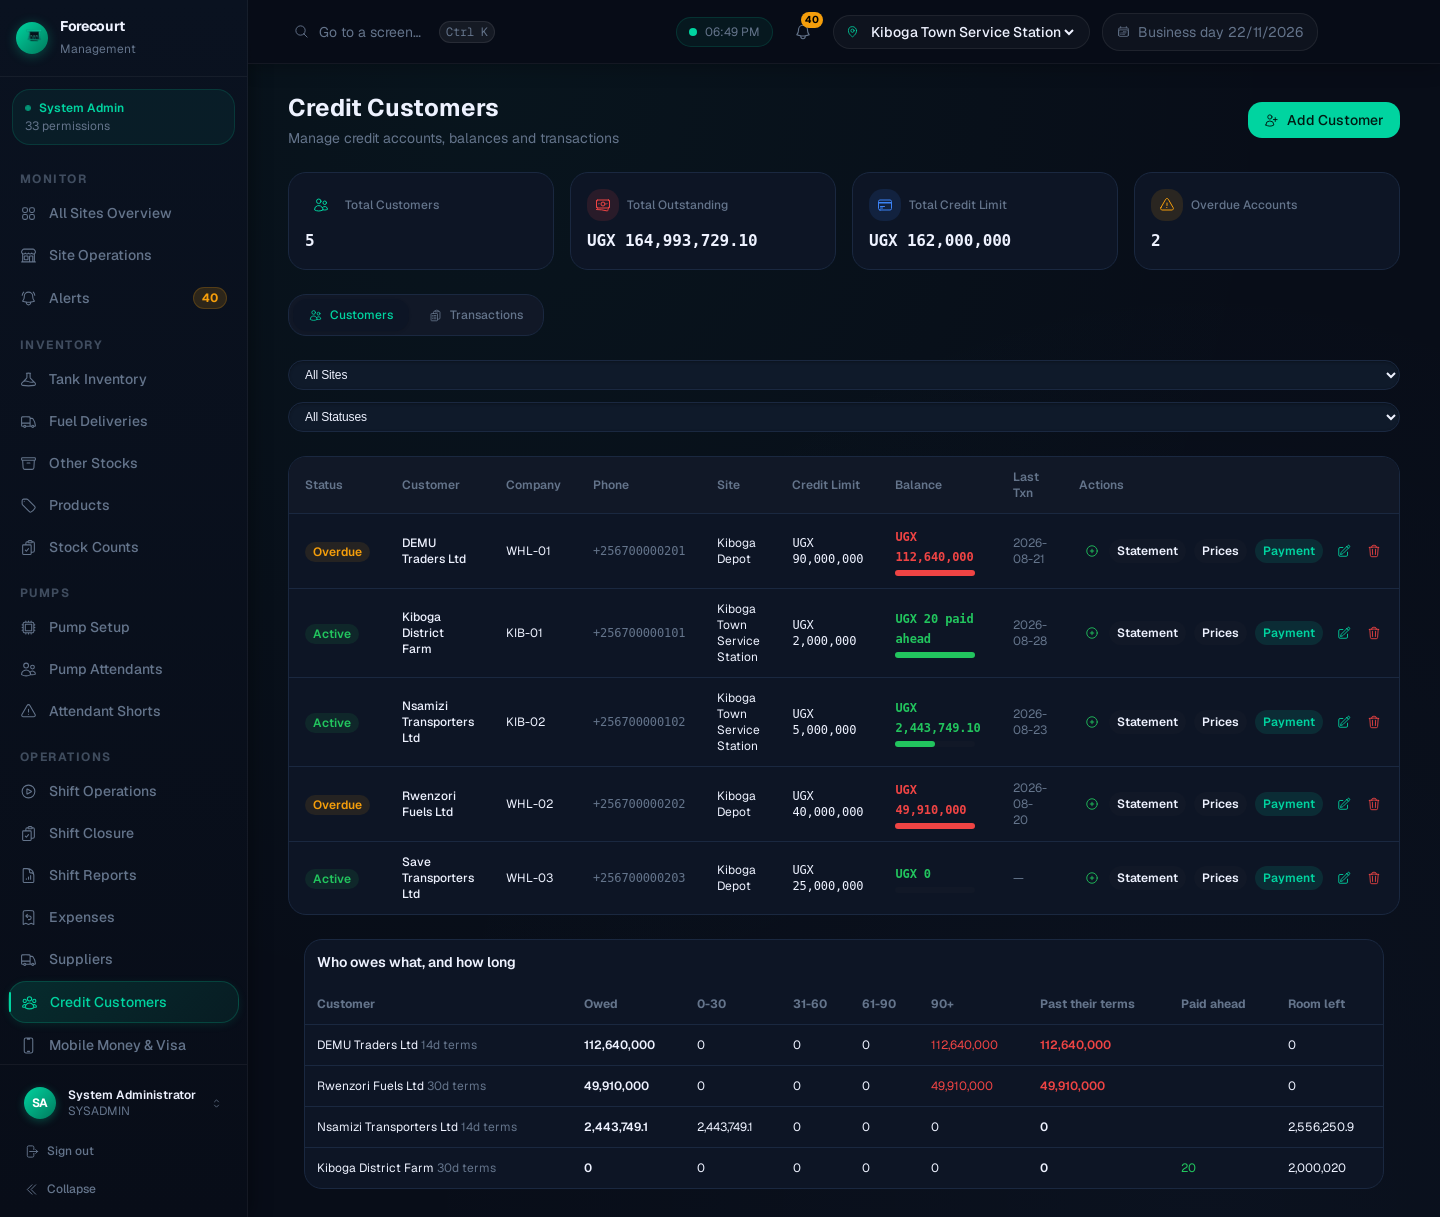 Forecourt
Management
Go to a screen...
Ctrl K
06:49 PM
40
Kiboga Town Service Station
Business day 22/11/2026
System Admin
33 permissions
MONITOR
All Sites Overview
Site Operations
Alerts
40
INVENTORY
Tank Inventory
Fuel Deliveries
Other Stocks
Products
Stock Counts
PUMPS
Pump Setup
Pump Attendants
Attendant Shorts
OPERATIONS
Shift Operations
Shift Closure
Shift Reports
Expenses
Suppliers
Credit Customers
Mobile Money & Visa
SA
System Administrator
SYSADMIN
Sign out
Collapse
Credit Customers
Manage credit accounts, balances and transactions
Add Customer
Total Customers
5
Total Outstanding
UGX 164,993,729.10
Total Credit Limit
UGX 162,000,000
Overdue Accounts
2
Customers
Transactions
All Sites
All Statuses
Status Customer Company Phone Site Credit Limit Balance Last Txn Actions
Overdue DEMU Traders Ltd WHL-01 +256700000201 Kiboga Depot UGX 90,000,000 UGX 112,640,000 2026-08-21 Statement Prices Payment
Active Kiboga District Farm KIB-01 +256700000101 Kiboga Town Service Station UGX 2,000,000 UGX 20 paid ahead 2026-08-28 Statement Prices Payment
Active Nsamizi Transporters Ltd KIB-02 +256700000102 Kiboga Town Service Station UGX 5,000,000 UGX 2,443,749.10 2026-08-23 Statement Prices Payment
Overdue Rwenzori Fuels Ltd WHL-02 +256700000202 Kiboga Depot UGX 40,000,000 UGX 49,910,000 2026-08-20 Statement Prices Payment
Active Save Transporters Ltd WHL-03 +256700000203 Kiboga Depot UGX 25,000,000 UGX 0 — Statement Prices Payment
Who owes what, and how long
Customer Owed 0-30 31-60 61-90 90+ Past their terms Paid ahead Room left
DEMU Traders Ltd 14d terms 112,640,000 0 0 0 112,640,000 112,640,000 0
Rwenzori Fuels Ltd 30d terms 49,910,000 0 0 0 49,910,000 49,910,000 0
Nsamizi Transporters Ltd 14d terms 2,443,749.1 2,443,749.1 0 0 0 0 2,556,250.9
Kiboga District Farm 30d terms 0 0 0 0 0 0 20 2,000,020